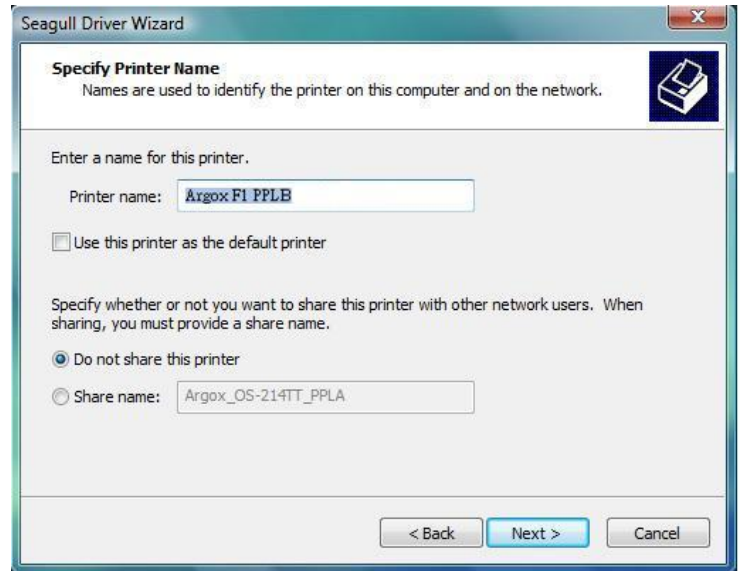 Seagull Driver Wizard
Specify Printer Name
Names are used to identify the printer on this computer and on the network.
Enter a name for this printer.
Printer name: Argox F1 PPLB
Use this printer as the default printer
Specify whether or not you want to share this printer with other network users. When
sharing, you must provide a share name.
Do not share this printer
Share name: Argox_OS-214TT_PPLA
< Back Next > Cancel